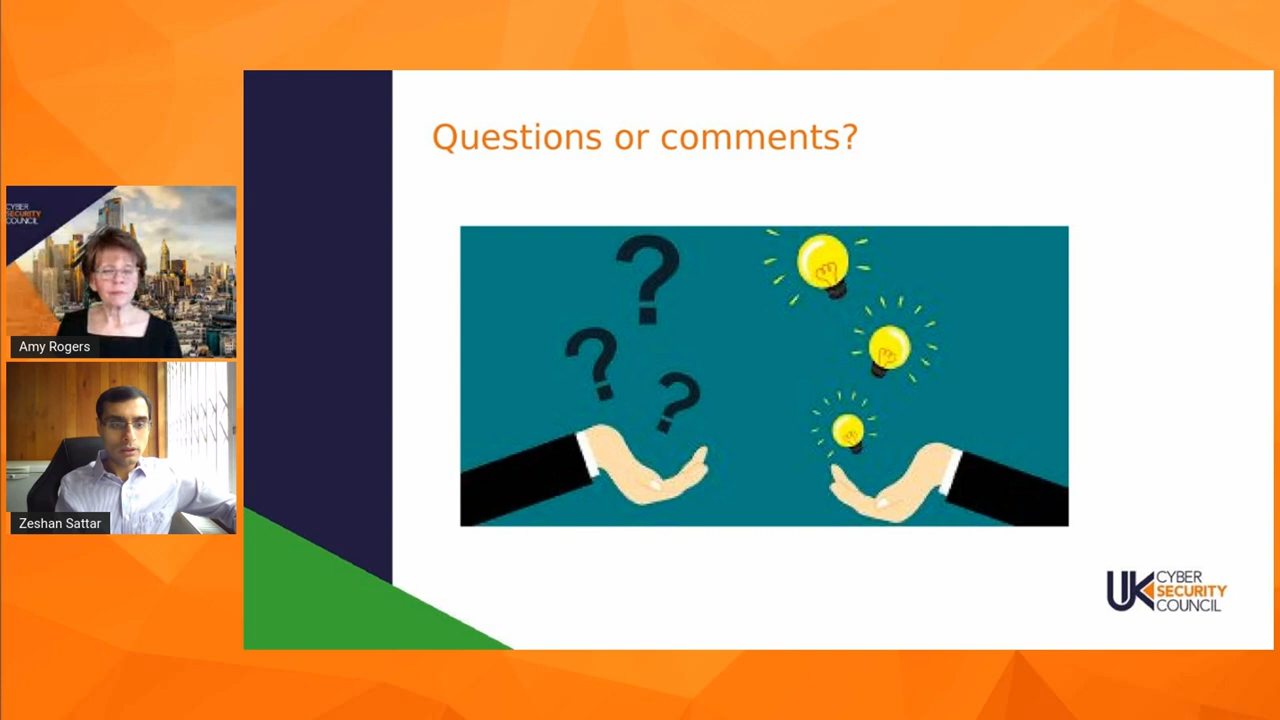 Questions or comments?
?
?
?
CYBER
SECURITY
COUNCIL
Amy Rogers
Zeshan Sattar
UK CYBER
SECURITY
COUNCIL